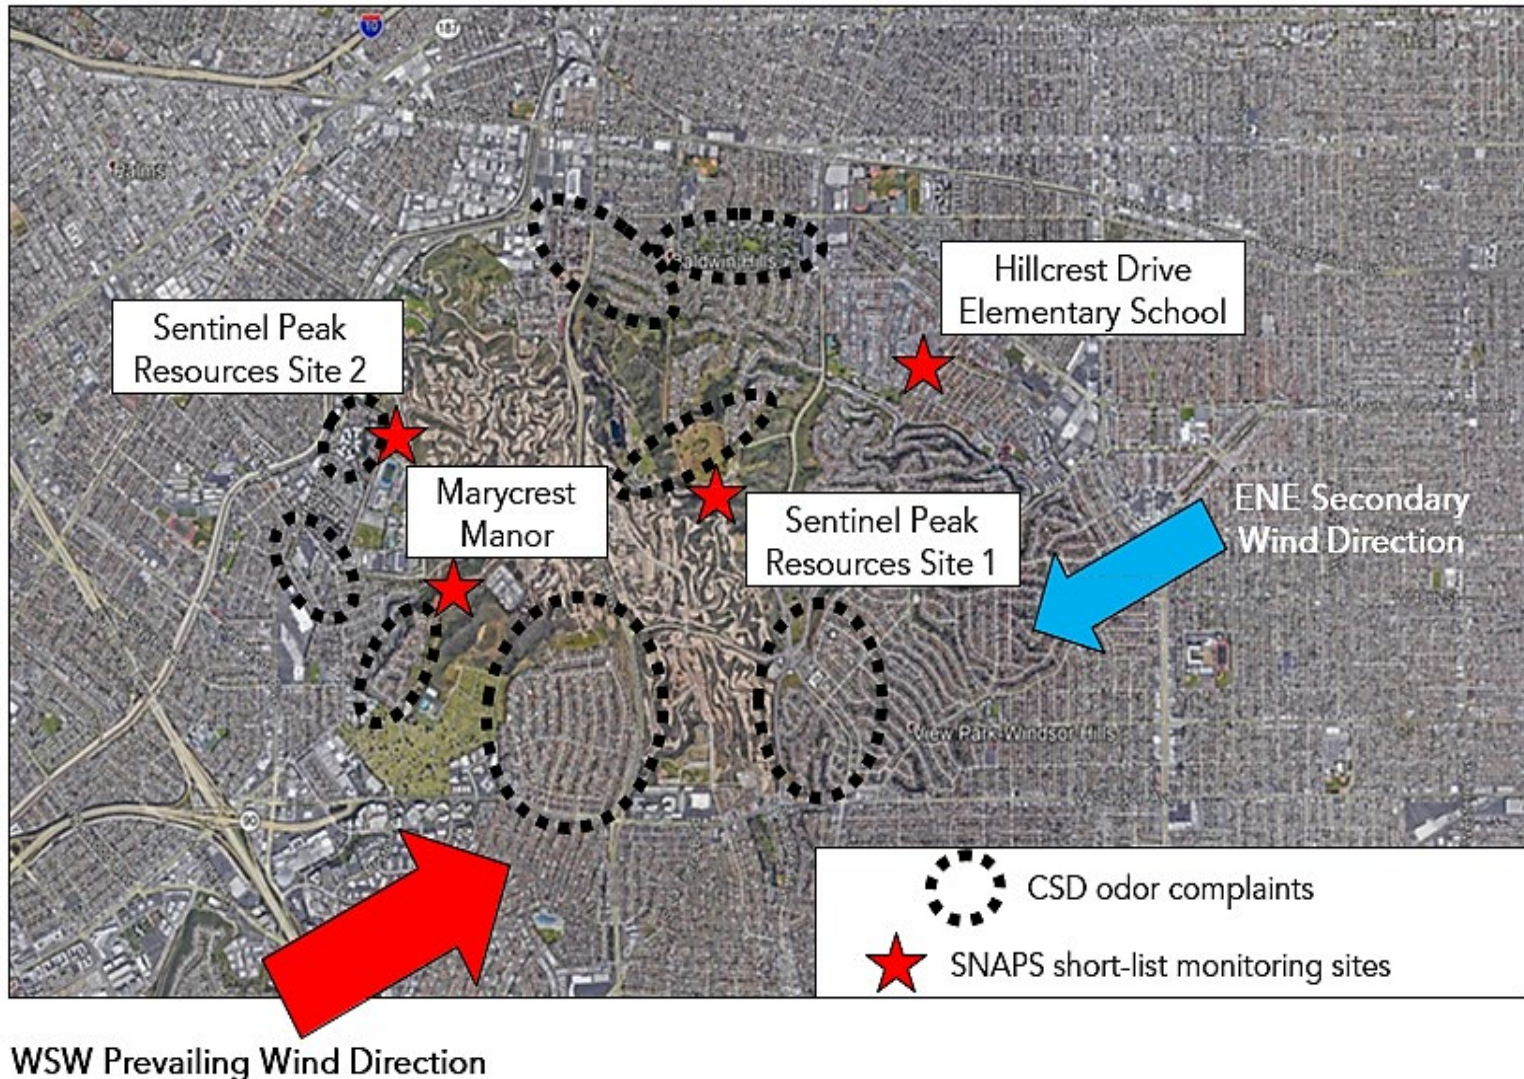 10
187
Palms
Baldwin Hills
Hillcrest Drive
Elementary School
Sentinel Peak
Resources Site 2
Marycrest
Manor
Sentinel Peak
Resources Site 1
ENE Secondary
Wind Direction
View Park-Windsor Hills
90
CSD odor complaints
SNAPS short-list monitoring sites
WSW Prevailing Wind Direction